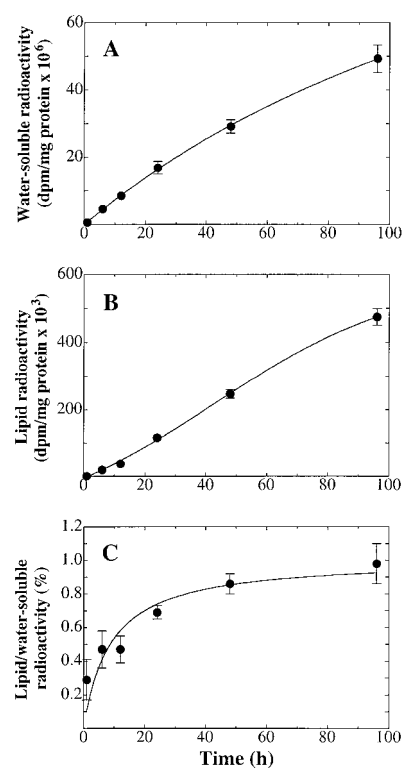 A
Water-soluble radioactivity
(dpm/mg protein x 10⁶)
60
40
20
0 20 40 60 80 100
B
Lipid radioactivity
(dpm/mg protein x 10³)
600
400
200
0 20 40 60 80 100
C
Lipid/water-soluble
radioactivity (%)
1.2
1.0
0.8
0.6
0.4
0.2
0 20 40 60 80 100
Time (h)